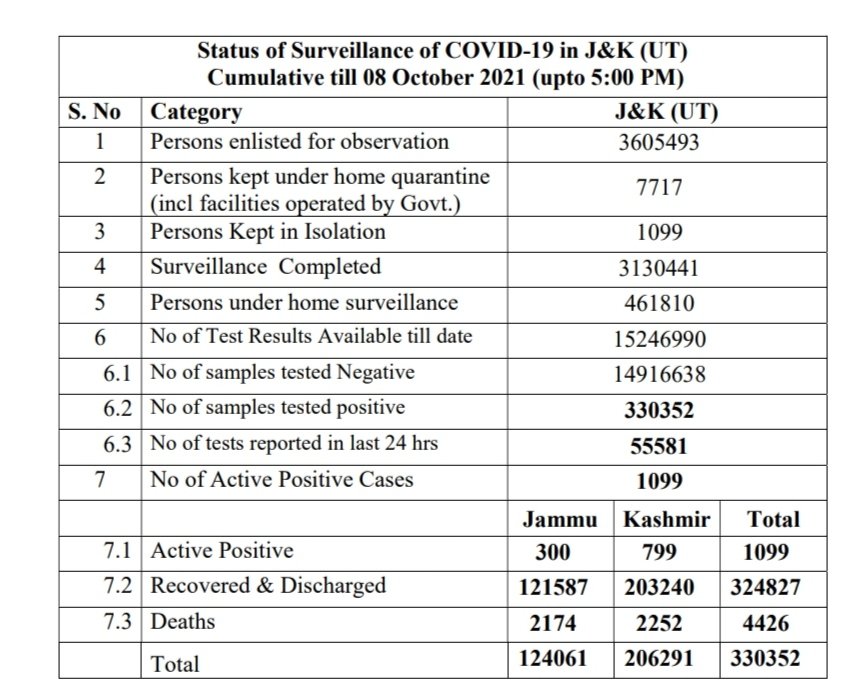 Status of Surveillance of COVID-19 in J&K (UT)
Cumulative till 08 October 2021 (upto 5:00 PM)
S. No Category J&K (UT)
1 Persons enlisted for observation 3605493
2 Persons kept under home quarantine
(incl facilities operated by Govt.) 7717
3 Persons Kept in Isolation 1099
4 Surveillance Completed 3130441
5 Persons under home surveillance 461810
6 No of Test Results Available till date 15246990
6.1 No of samples tested Negative 14916638
6.2 No of samples tested positive 330352
6.3 No of tests reported in last 24 hrs 55581
7 No of Active Positive Cases 1099
Jammu Kashmir Total
7.1 Active Positive 300 799 1099
7.2 Recovered & Discharged 121587 203240 324827
7.3 Deaths 2174 2252 4426
Total 124061 206291 330352